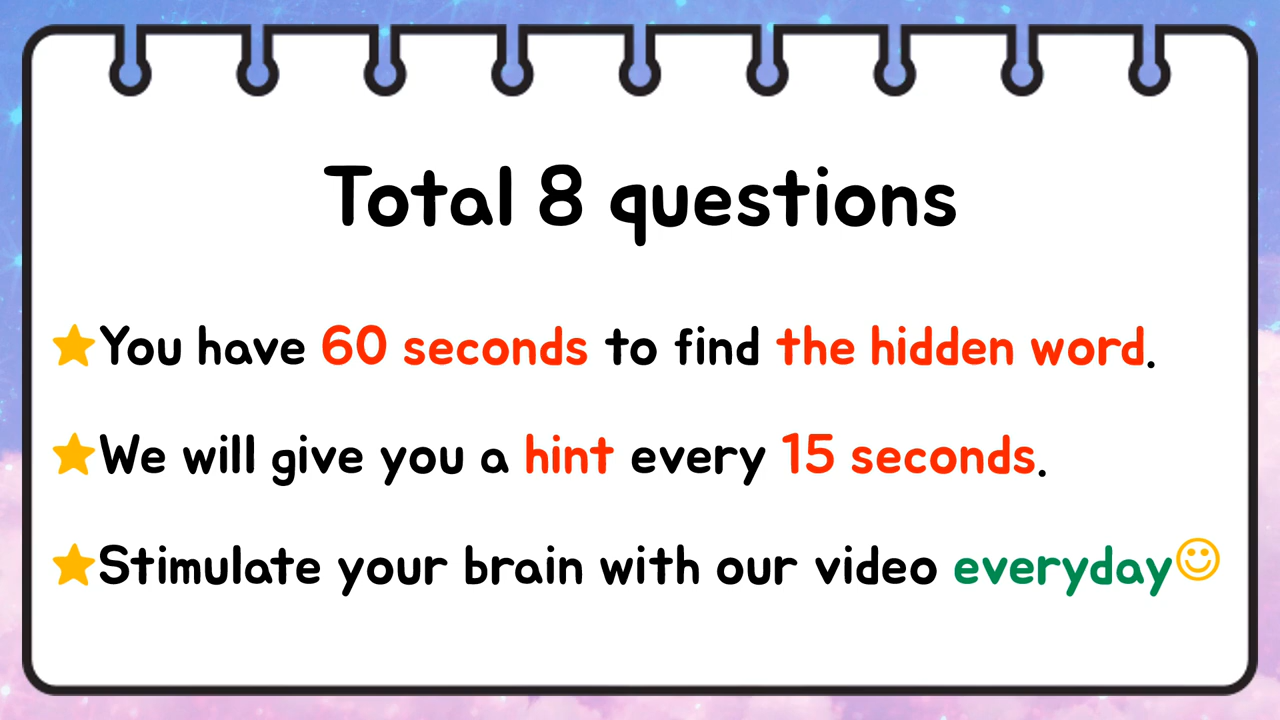 Total 8 questions
You have 60 seconds to find the hidden word.
We will give you a hint every 15 seconds.
Stimulate your brain with our video everyday